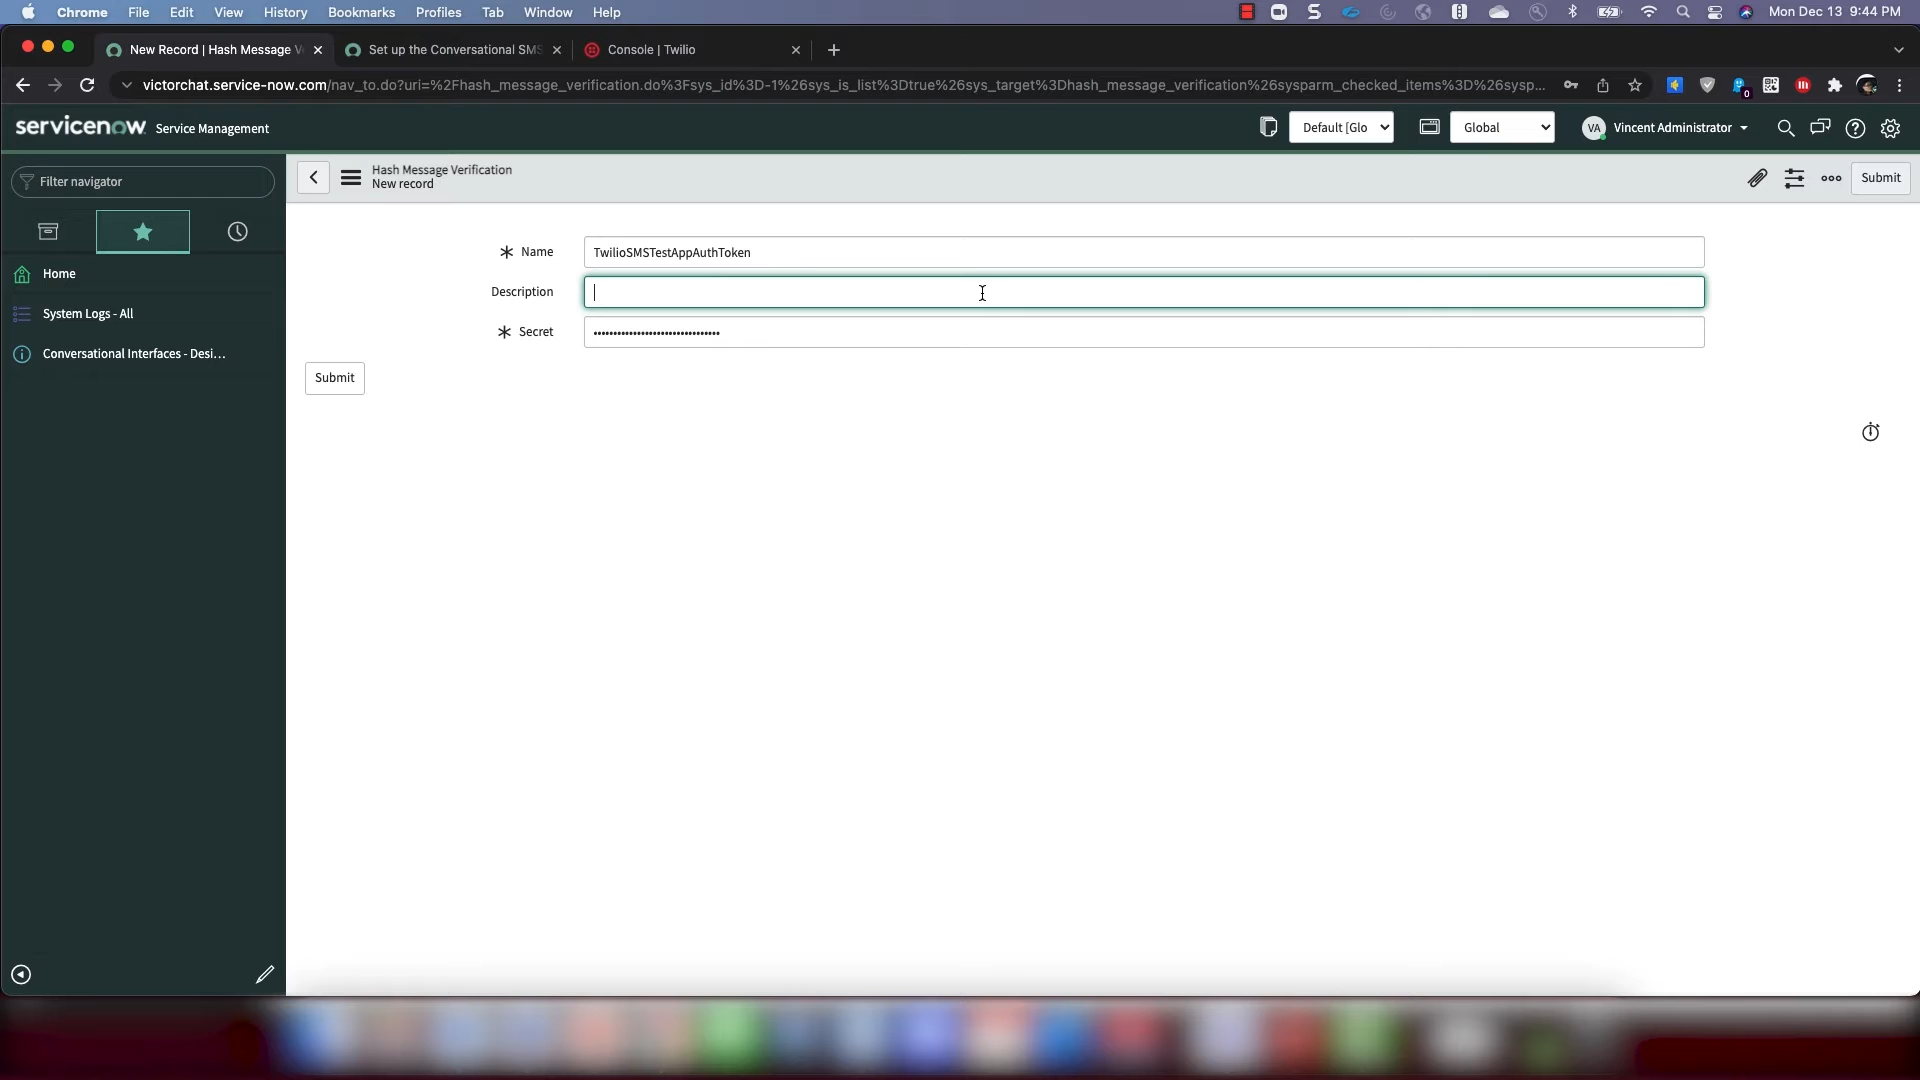 Chrome File Edit View History Bookmarks Profiles Tab Window Help Mon Dec 13 9:44 PM
New Record | Hash Message V Set up the Conversational SMS Console | Twilio
victorchat.service-now.com/nav_to.do?uri=%2Fhash_message_verification.do%3Fsys_id%3D-1%26sys_is_list%3Dtrue%26sys_target%3Dhash_message_verification%26sysparm_checked_items%3D%26sysp...
servicenow Service Management Default [Glo Global VA Vincent Administrator
Filter navigator
Hash Message Verification
New record
Submit
Home
System Logs - All
Conversational Interfaces - Desi...
Name TwilioSMSTestAppAuthToken
Description
Secret ••••••••••••••••••••••••••••••••
Submit